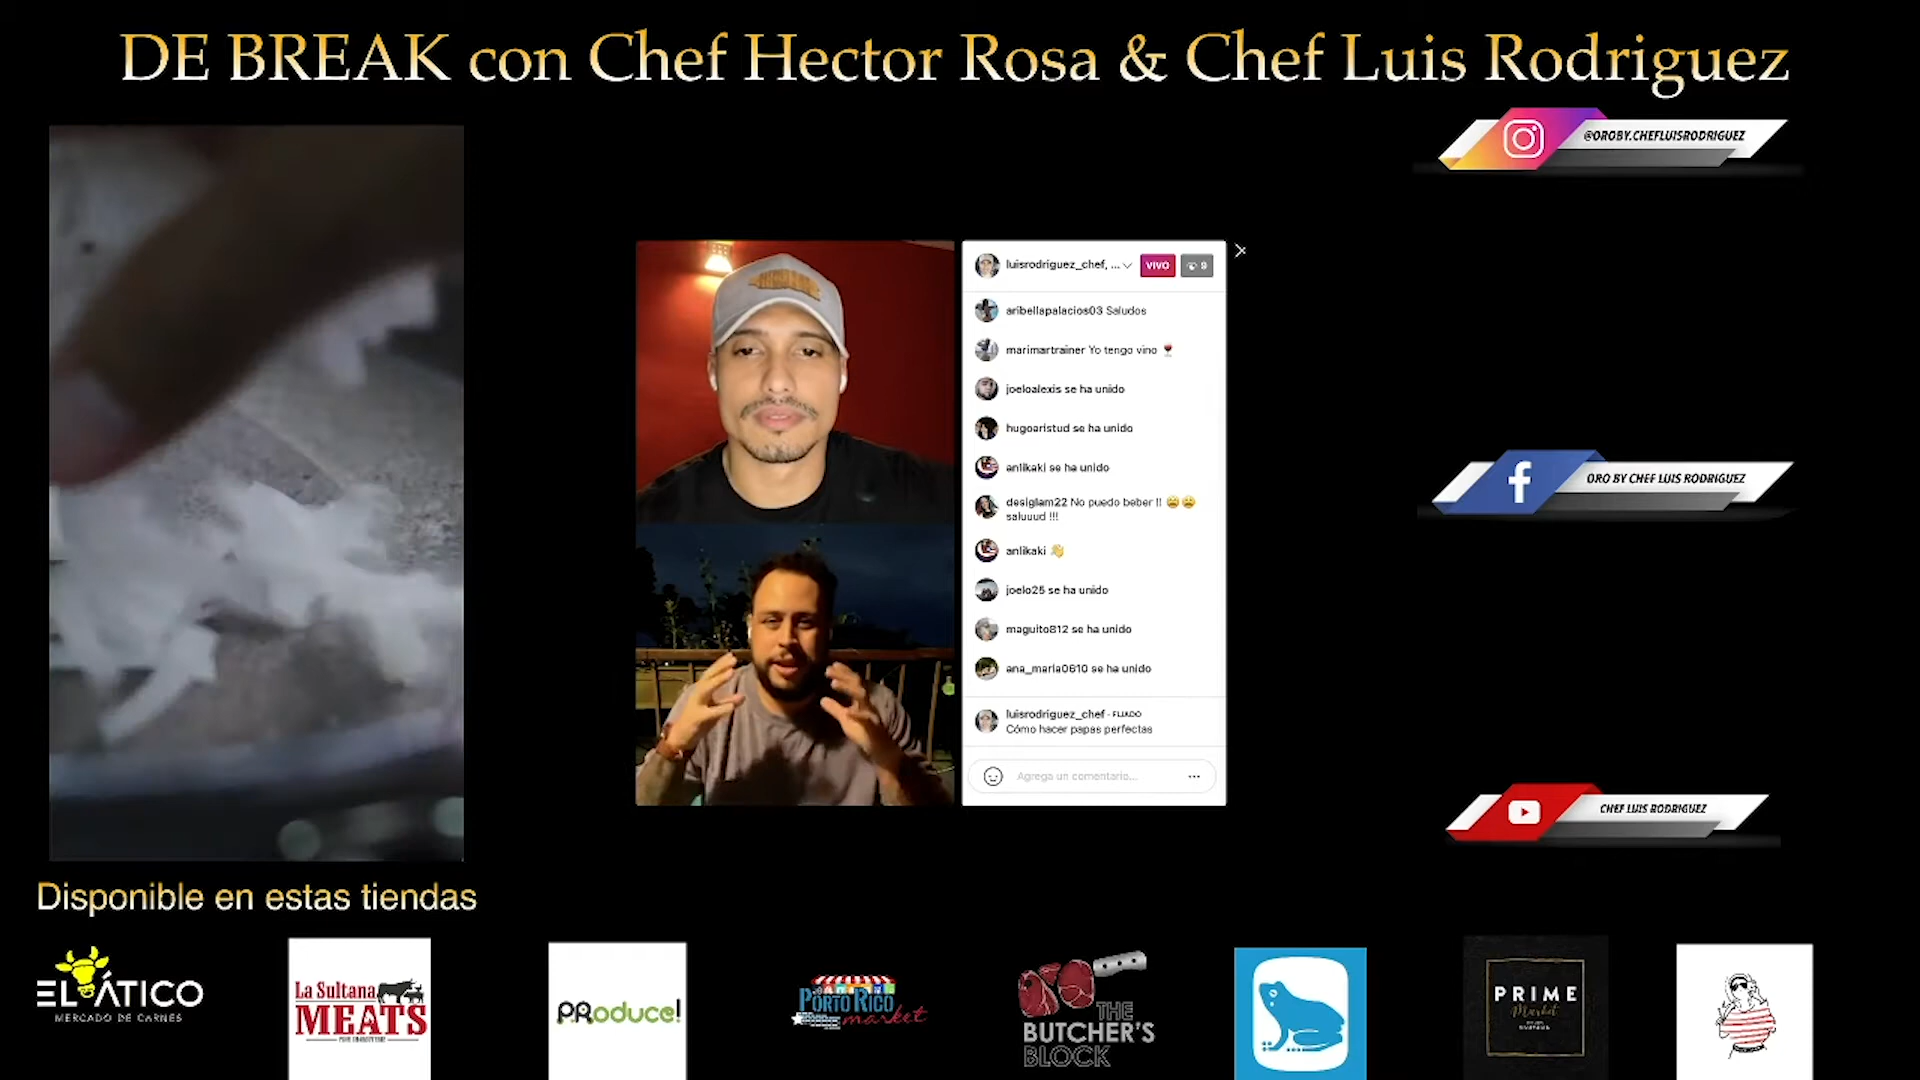 DE BREAK con Chef Hector Rosa & Chef Luis Rodriguez
@OROBY.CHEFLUISRODRIGUEZ
luisrodriguez_chef, ...
VIVO
9
aribellapalacios03 Saludos
marimartrainer Yo tengo vino 🍷
joeloalexis se ha unido
hugoaristud se ha unido
anlikaki se ha unido
desiglam22 No puedo beber !! 😩😩
saluuud !!!
anlikaki 👋
joelo25 se ha unido
maguito812 se ha unido
ana_maria0610 se ha unido
luisrodriguez_chef · FIJADO
Cómo hacer papas perfectas
Agrega un comentario...
ORO BY CHEF LUIS RODRIGUEZ
CHEF LUIS RODRIGUEZ
Disponible en estas tiendas
EL ÁTICO
MERCADO DE CARNES
La Sultana
MEATS
PRoduce!
PORTO RICO
market
THE
BUTCHER'S
BLOCK
PRIME
Market